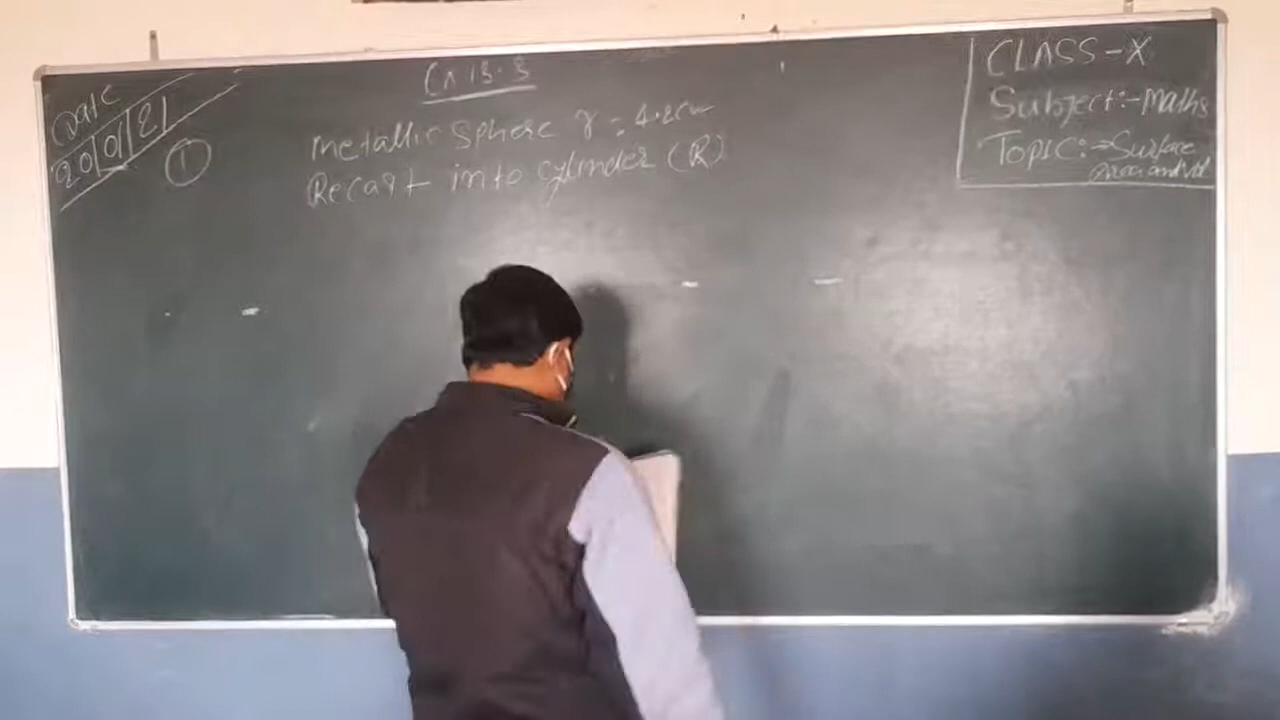 Date
20/01/21
Ex 13.3
CLASS-X
Subject:-Maths
Topic:⇒Surface
Area and Vol
①
Metallic Sphere r = 4.2cm
Recast into cylinder (R)